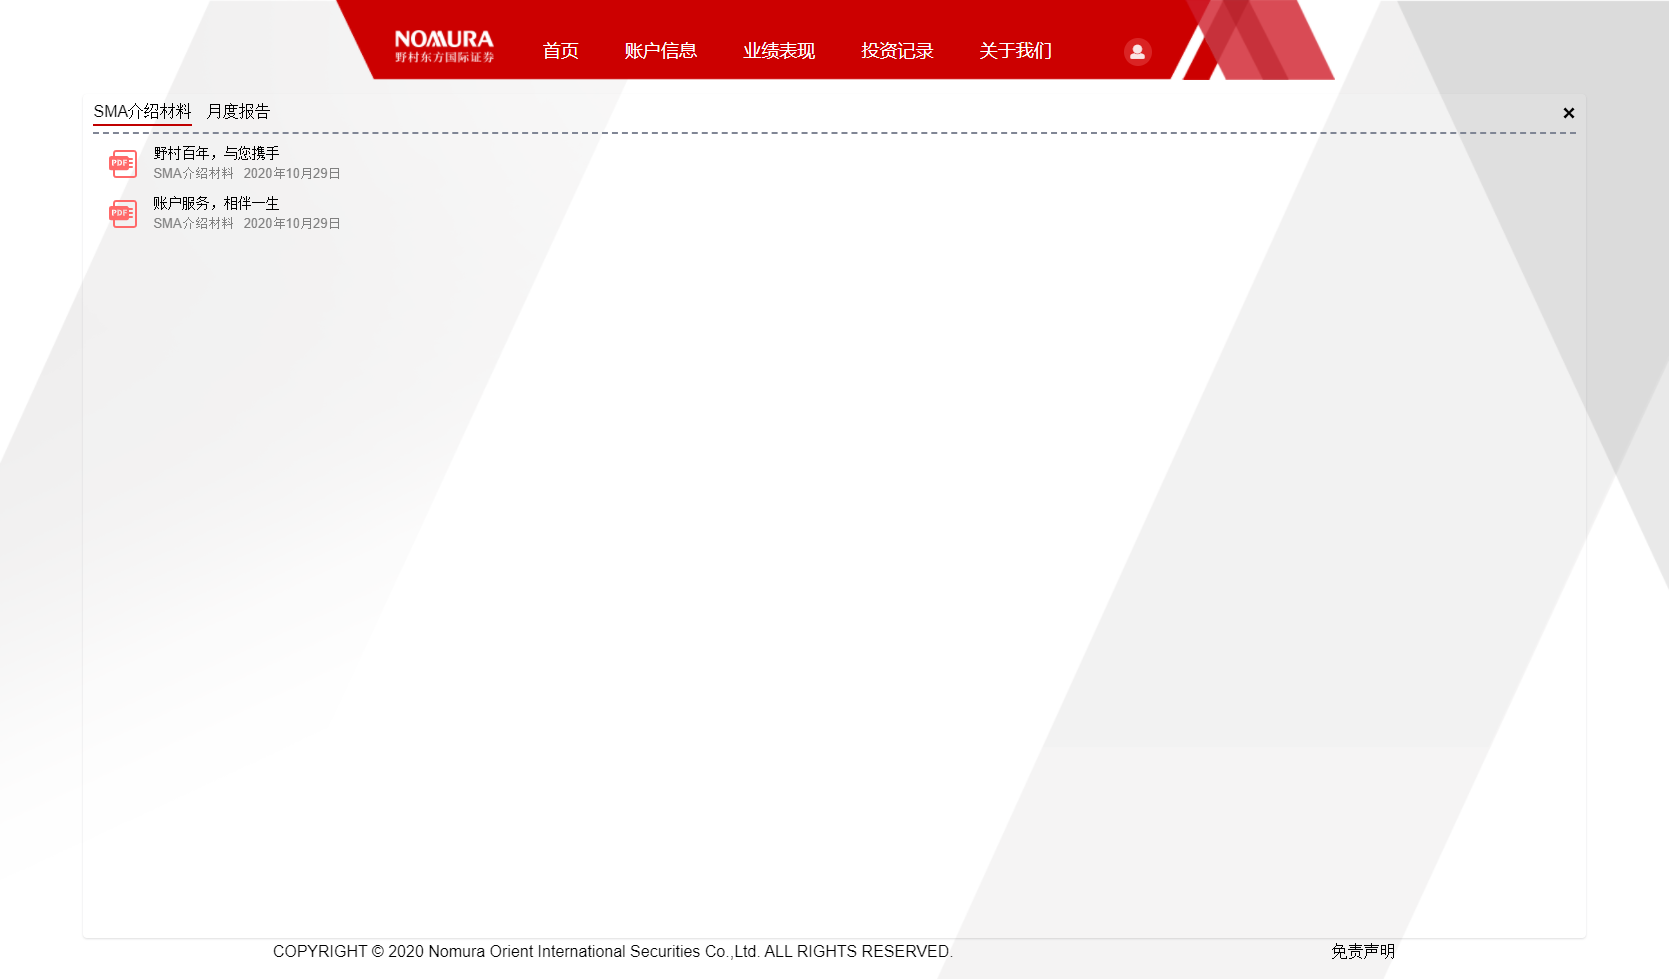 NOMURA
野村东方国际证券
首页 账户信息 业绩表现 投资记录 关于我们
SMA介绍材料 月度报告 ×
PDF 野村百年，与您携手
SMA介绍材料 2020年10月29日
PDF 账户服务，相伴一生
SMA介绍材料 2020年10月29日
COPYRIGHT © 2020 Nomura Orient International Securities Co.,Ltd. ALL RIGHTS RESERVED. 免责声明